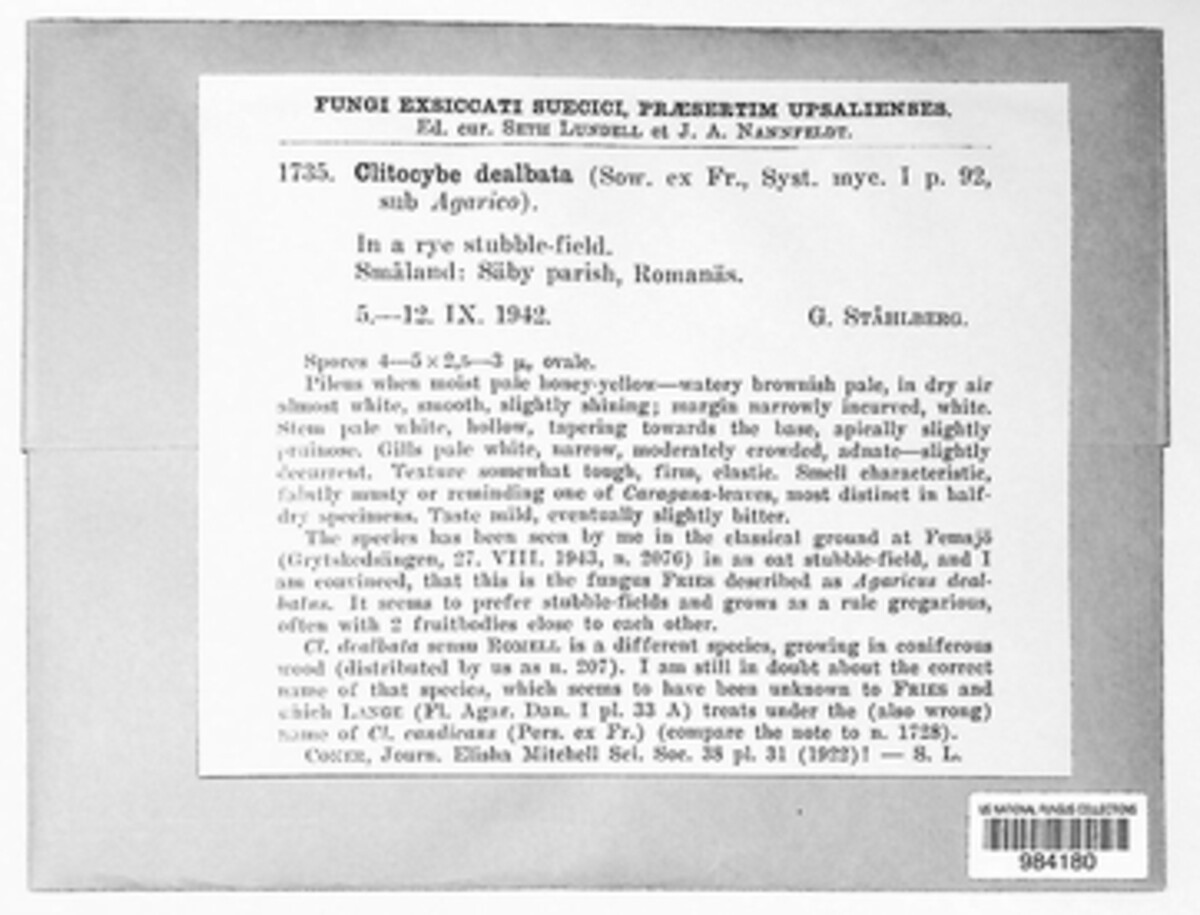 FUNGI EXSICCATI SUECICI, PRÆSERTIM UPSALIENSES.
Ed. cur. SETH LUNDELL et J. A. NANNFELDT.
1735. Clitocybe dealbata (Sow. ex Fr., Syst. myc. I p. 92,
sub Agarico).
In a rye stubble-field.
Småland: Säby parish, Romanäs.
5.—12. IX. 1942. G. STÅHLBERG.
Spores 4—5 × 2,5—3 μ, ovale.
Pileus when moist pale honey-yellow—watery brownish pale, in dry air
almost white, smooth, slightly shining; margin narrowly incurved, white.
Stem pale white, hollow, tapering towards the base, apically slightly
pruinose. Gills pale white, narrow, moderately crowded, adnate—slightly
decurrent. Texture somewhat tough, firm, elastic. Smell characteristic,
faintly musty or reminding one of Caragana-leaves, most distinct in half-
dry specimens. Taste mild, eventually slightly bitter.
The species has been seen by me in the classical ground at Femsjö
(Grytskedsängen, 27. VIII. 1943, n. 2076) in an oat stubble-field, and I
am convinced, that this is the fungus FRIES described as Agaricus deal-
batus. It seems to prefer stubble-fields and grows as a rule gregarious,
often with 2 fruitbodies close to each other.
Cl. dealbata sensu ROMELL is a different species, growing in coniferous
wood (distributed by us as n. 207). I am still in doubt about the correct
name of that species, which seems to have been unknown to FRIES and
which LANGE (Fl. Agar. Dan. I pl. 33 A) treats under the (also wrong)
name of Cl. candicans (Pers. ex Fr.) (compare the note to n. 1728).
COKER, Journ. Elisha Mitchell Sci. Soc. 38 pl. 31 (1922)! — S. L.
US NATIONAL FUNGUS COLLECTIONS
984180